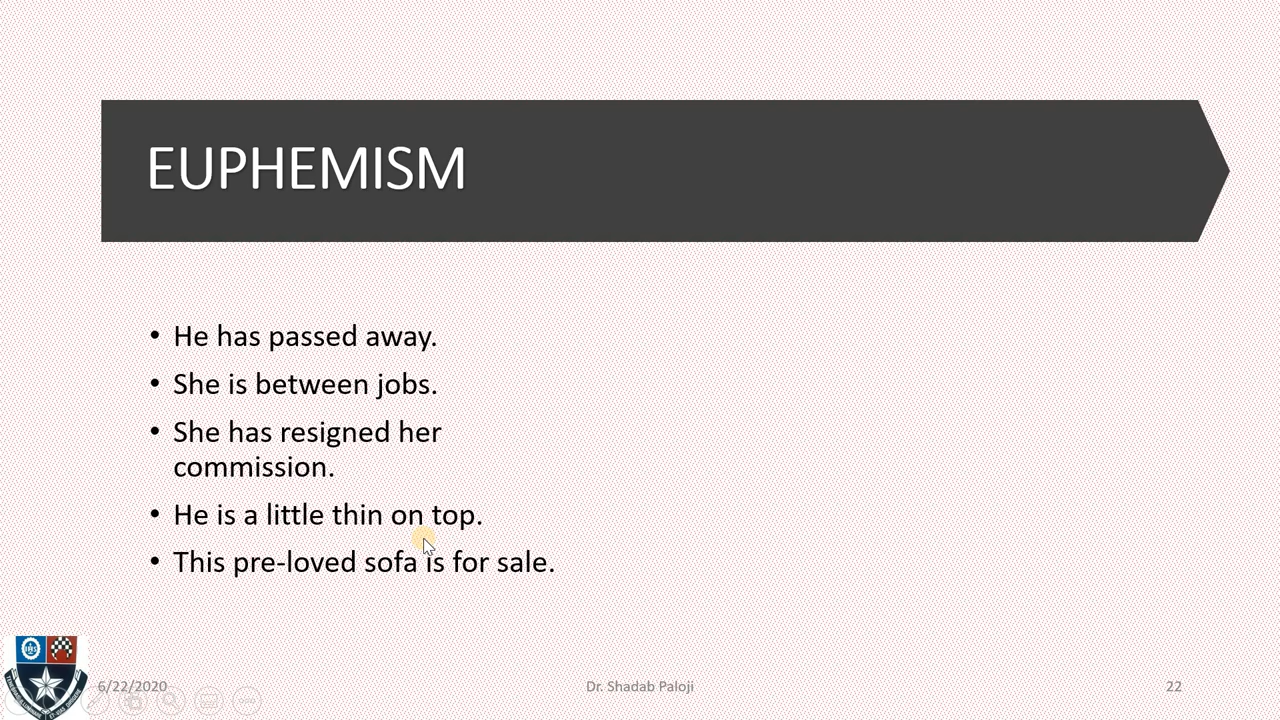 EUPHEMISM
• He has passed away.
• She is between jobs.
• She has resigned her
commission.
• He is a little thin on top.
• This pre-loved sofa is for sale.
6/22/2020
Dr. Shadab Paloji
22